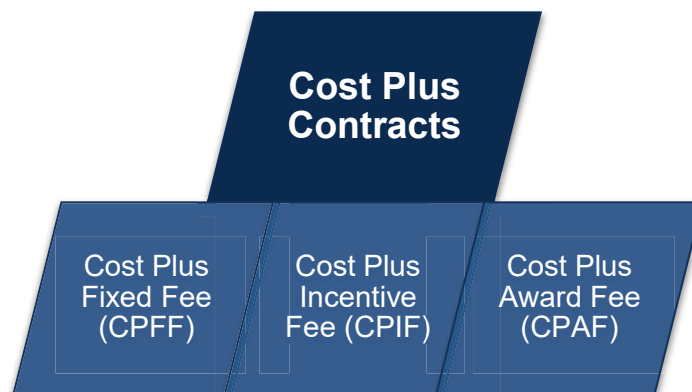 Cost Plus
Contracts
Cost Plus
Fixed Fee
(CPFF)
Cost Plus
Incentive
Fee (CPIF)
Cost Plus
Award Fee
(CPAF)